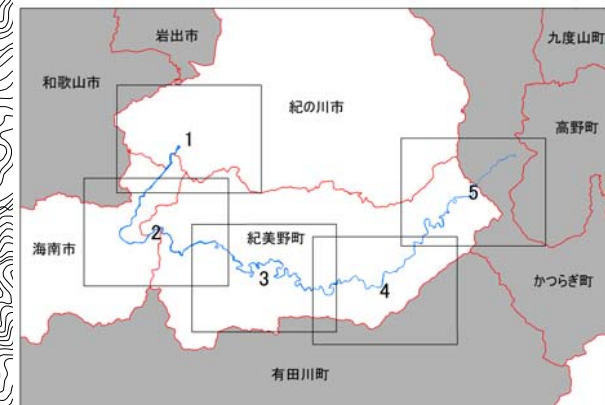 岩出市
九度山町
和歌山市
紀の川市
高野町
1
5
2
紀美野町
海南市
3
4
かつらぎ町
有田川町